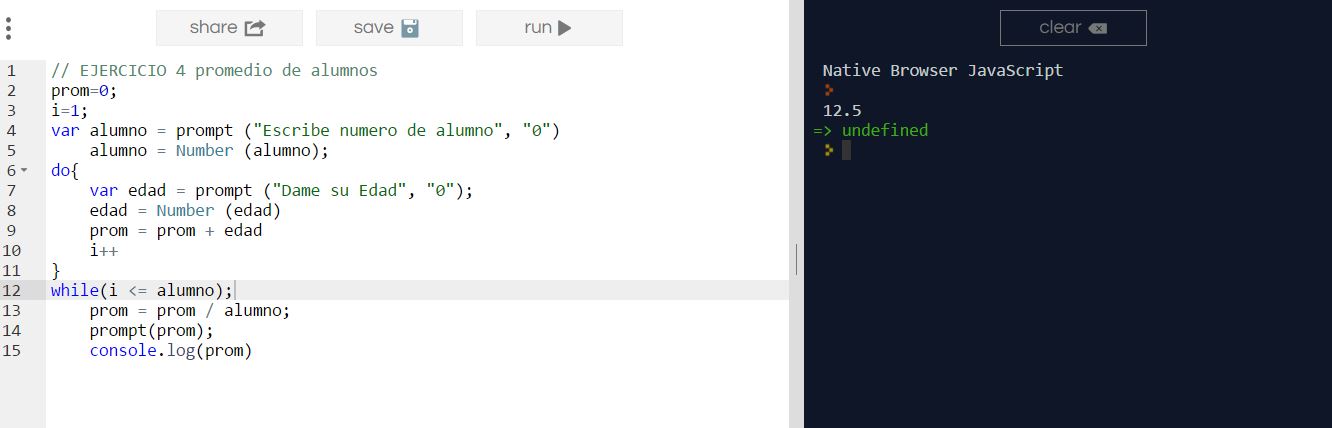 share save run clear
1 // EJERCICIO 4 promedio de alumnos
2 prom=0;
3 i=1;
4 var alumno = prompt ("Escribe numero de alumno", "0")
5     alumno = Number (alumno);
6 do{
7     var edad = prompt ("Dame su Edad", "0");
8     edad = Number (edad)
9     prom = prom + edad
10     i++
11 }
12 while(i <= alumno);
13     prom = prom / alumno;
14     prompt(prom);
15     console.log(prom)
Native Browser JavaScript
12.5
=> undefined